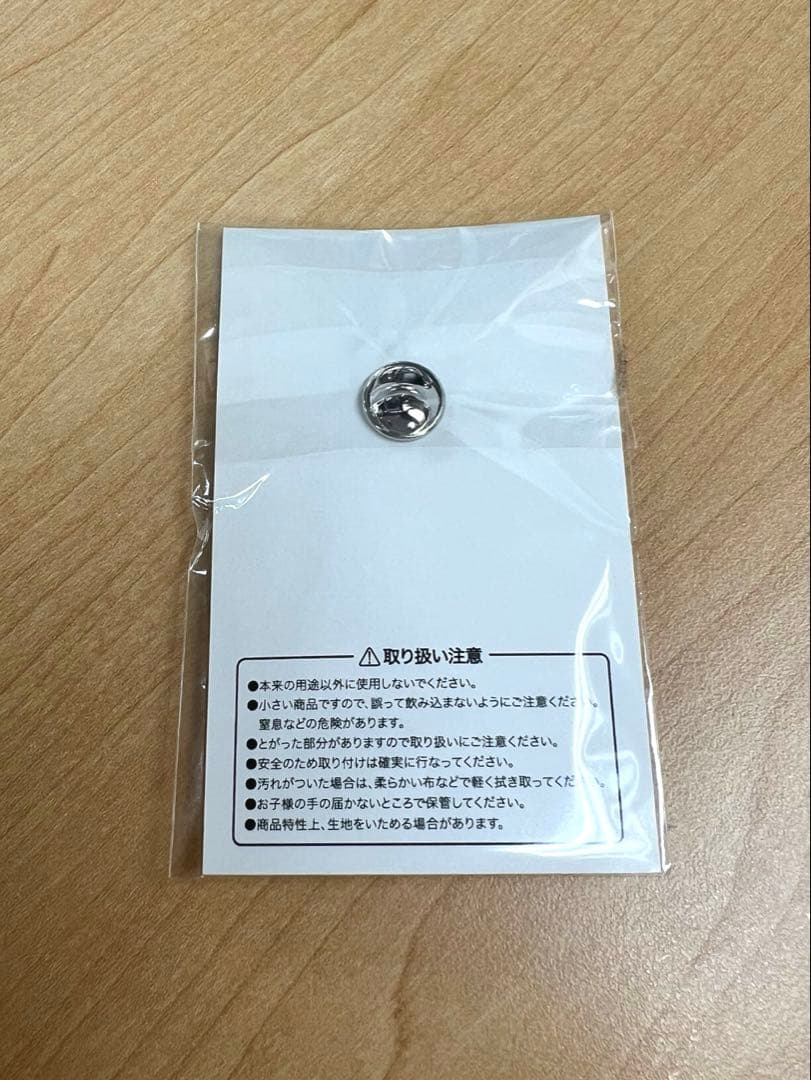 ⚠取り扱い注意
●本来の用途以外に使用しないでください。
●小さい商品ですので、誤って飲み込まないようにご注意ください。
窒息などの危険があります。
●とがった部分がありますので取り扱いにご注意ください。
●安全のため取り付けは確実に行なってください。
●汚れがついた場合は、柔らかい布などで軽く拭き取ってください。
●お子様の手の届かないところで保管してください。
●商品特性上、生地をいためる場合があります。